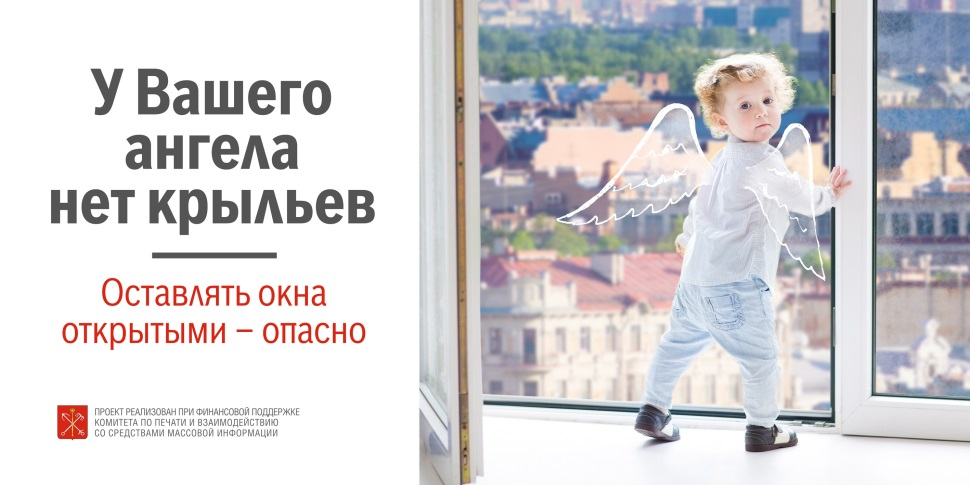 У Вашего
ангела
нет крыльев
Оставлять окна
открытыми – опасно
ПРОЕКТ РЕАЛИЗОВАН ПРИ ФИНАНСОВОЙ ПОДДЕРЖКЕ
КОМИТЕТА ПО ПЕЧАТИ И ВЗАИМОДЕЙСТВИЮ
СО СРЕДСТВАМИ МАССОВОЙ ИНФОРМАЦИИ